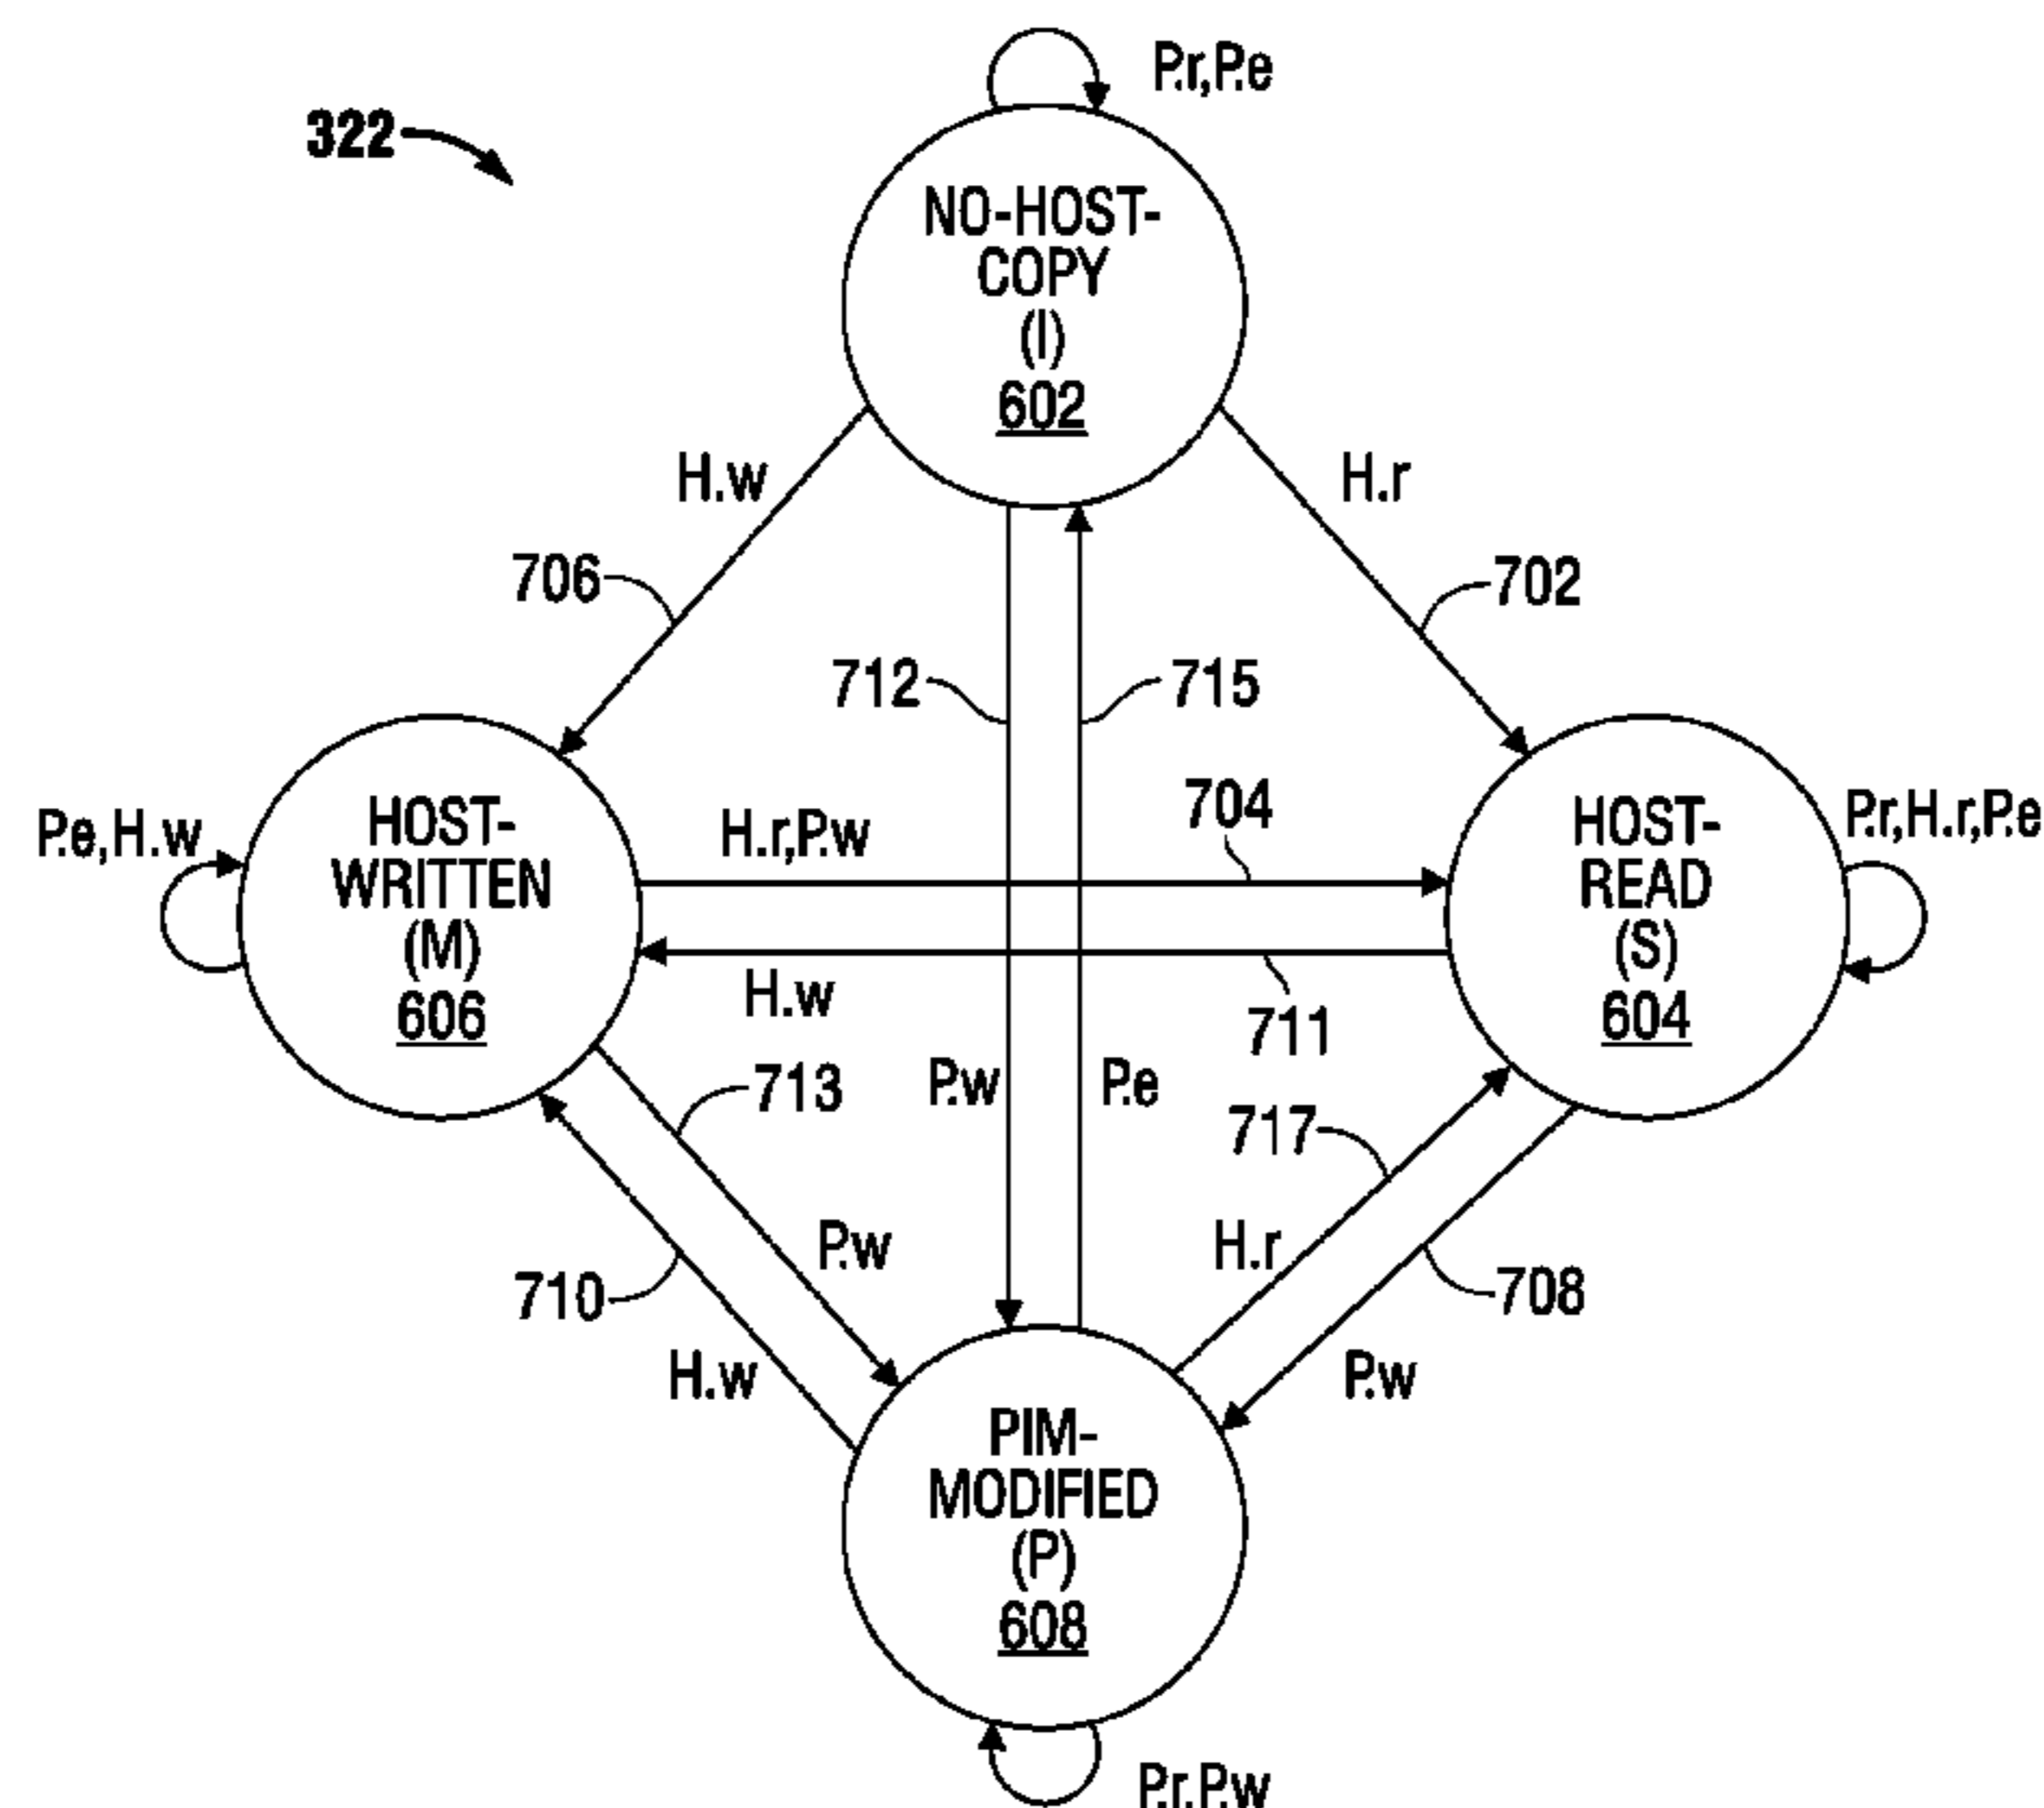 P.r,P.e
322
NO-HOST-
COPY
(I)
602
H.w
H.r
706
702
712
715
P.e,H.w
HOST-
WRITTEN
(M)
606
H.r,P.w
704
HOST-
READ
(S)
604
P.r,H.r,P.e
H.w
711
713
P.w
P.e
717
710
P.w
H.r
708
H.w
P.w
PIM-
MODIFIED
(P)
608
P.r,P.w